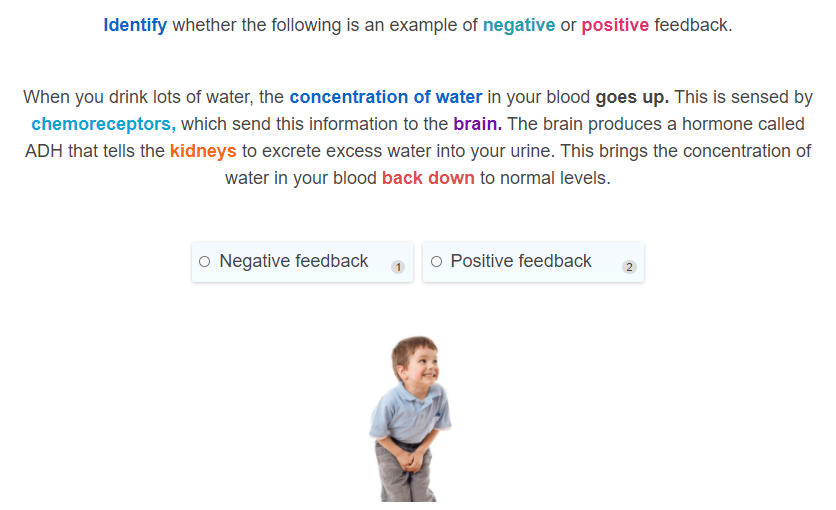 Identify whether the following is an example of negative or positive feedback.
When you drink lots of water, the concentration of water in your blood goes up. This is sensed by
chemoreceptors, which send this information to the brain. The brain produces a hormone called
ADH that tells the kidneys to excrete excess water into your urine. This brings the concentration of
water in your blood back down to normal levels.
Negative feedback 1
Positive feedback 2